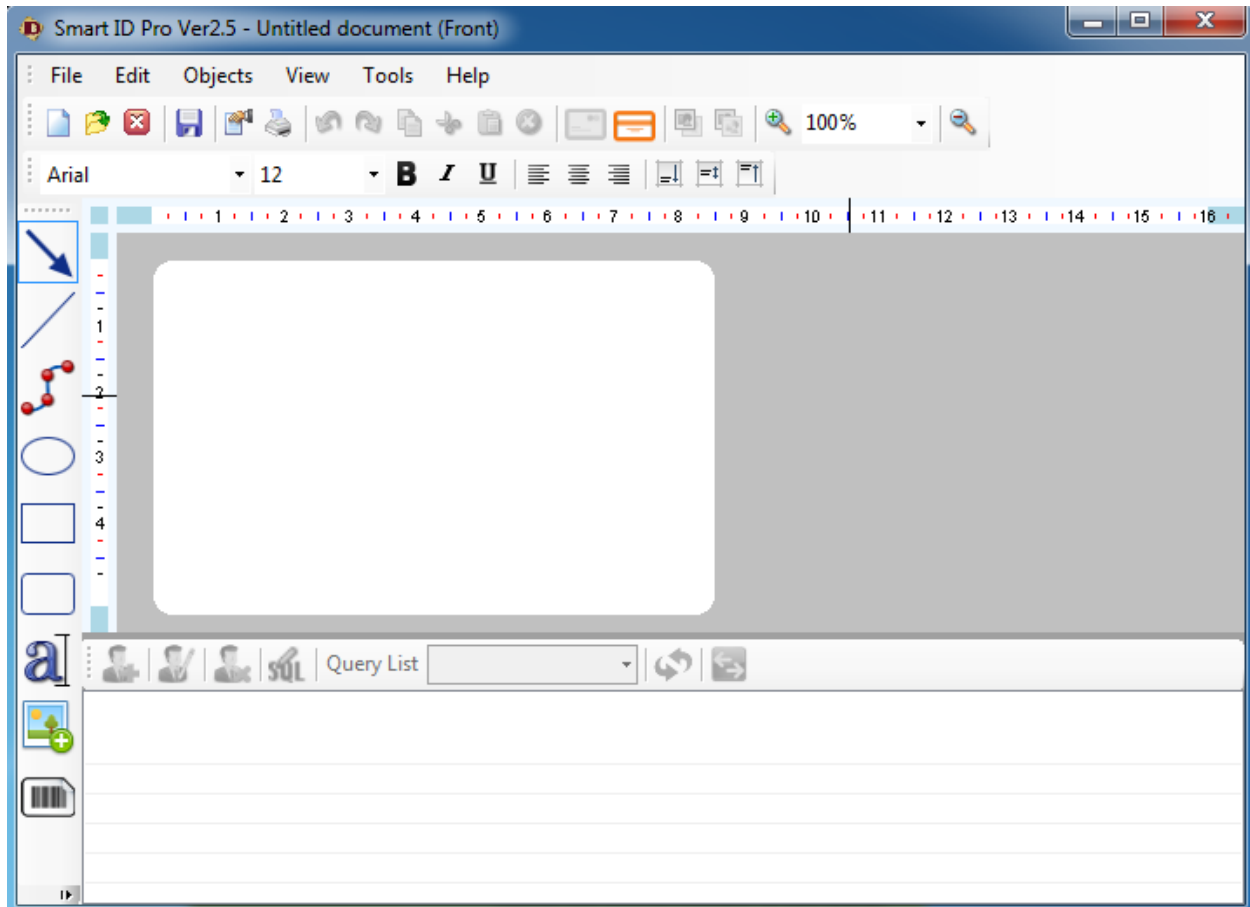 Smart ID Pro Ver2.5 - Untitled document (Front)
File Edit Objects View Tools Help
100%
Arial 12 B I U
1 2 3 4 5 6 7 8 9 10 11 12 13 14 15 16
1
2
3
4
a
SQL Query List